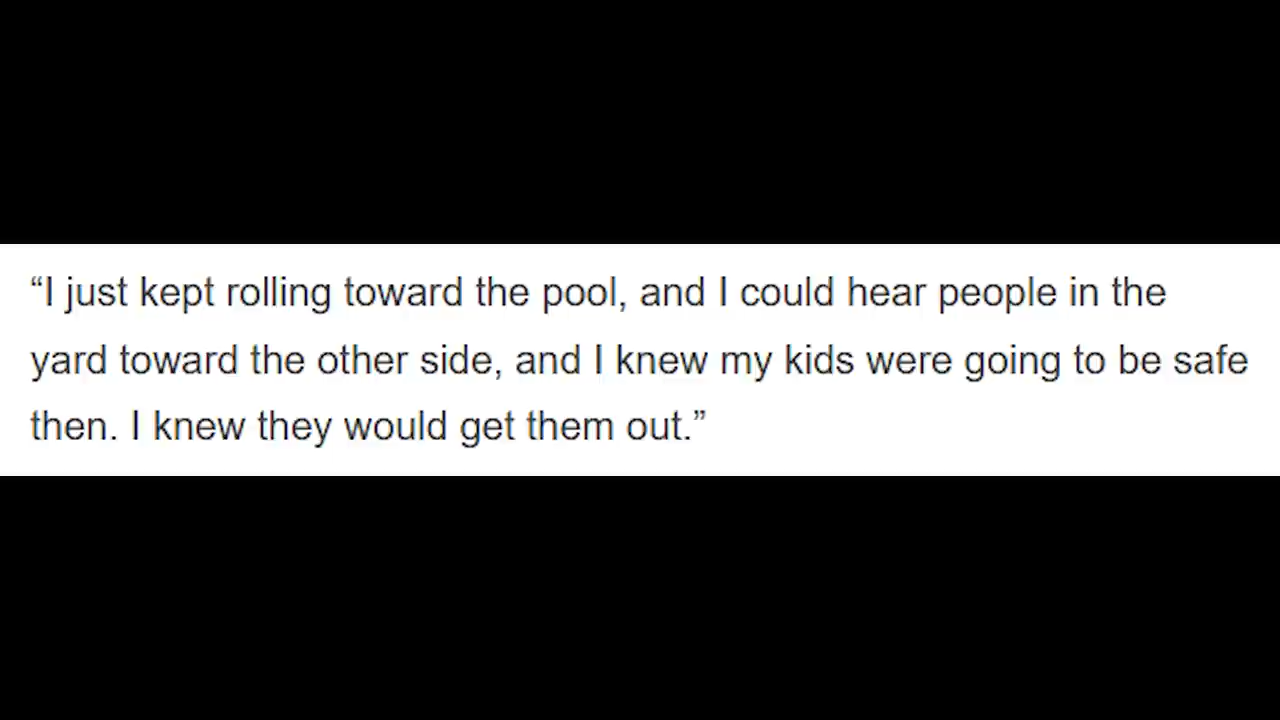 “I just kept rolling toward the pool, and I could hear people in the
yard toward the other side, and I knew my kids were going to be safe
then. I knew they would get them out.”